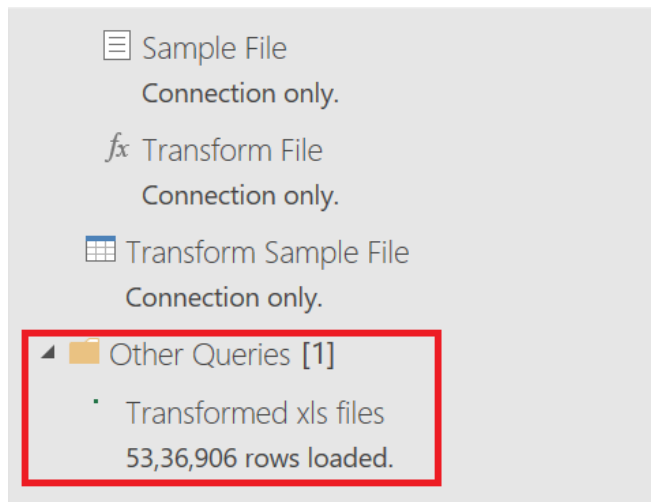 Sample File
Connection only.
fx Transform File
Connection only.
Transform Sample File
Connection only.
Other Queries [1]
Transformed xls files
53,36,906 rows loaded.